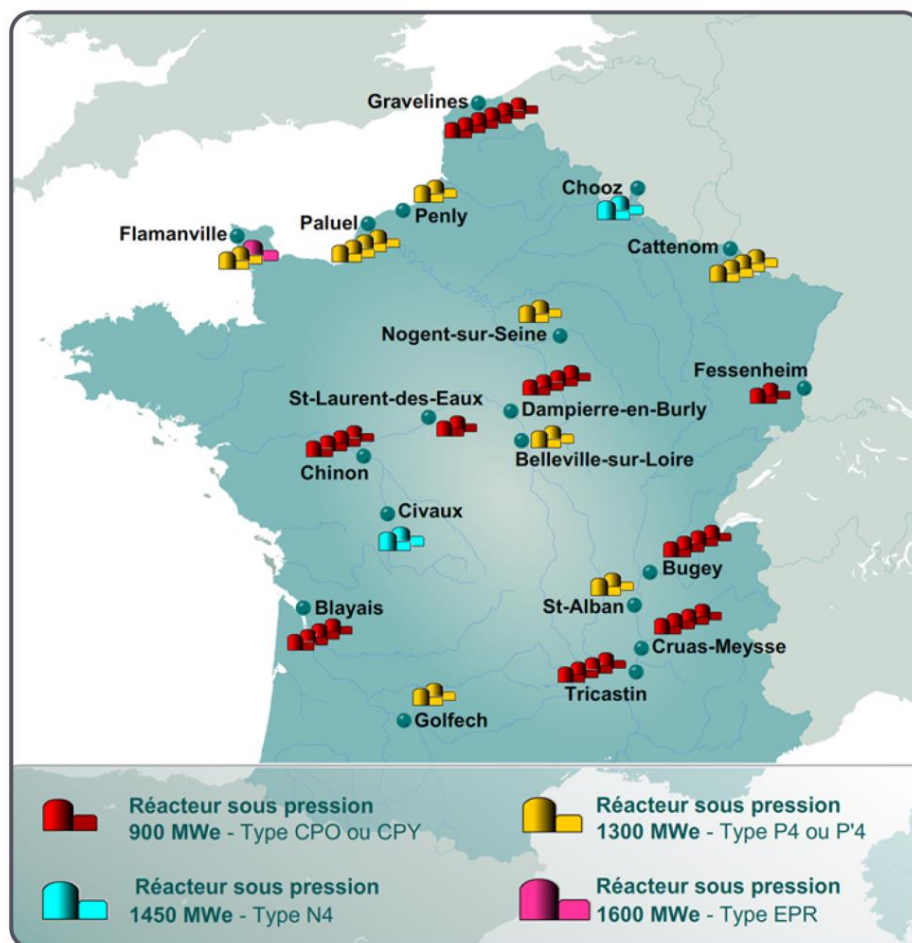 Gravelines
Chooz
Penly
Paluel
Flamanville
Cattenom
Nogent-sur-Seine
Fessenheim
St-Laurent-des-Eaux
Dampierre-en-Burly
Belleville-sur-Loire
Chinon
Civaux
Bugey
St-Alban
Blayais
Cruas-Meysse
Tricastin
Golfech
Réacteur sous pression
900 MWe - Type CPO ou CPY
Réacteur sous pression
1300 MWe - Type P4 ou P'4
Réacteur sous pression
1450 MWe - Type N4
Réacteur sous pression
1600 MWe - Type EPR